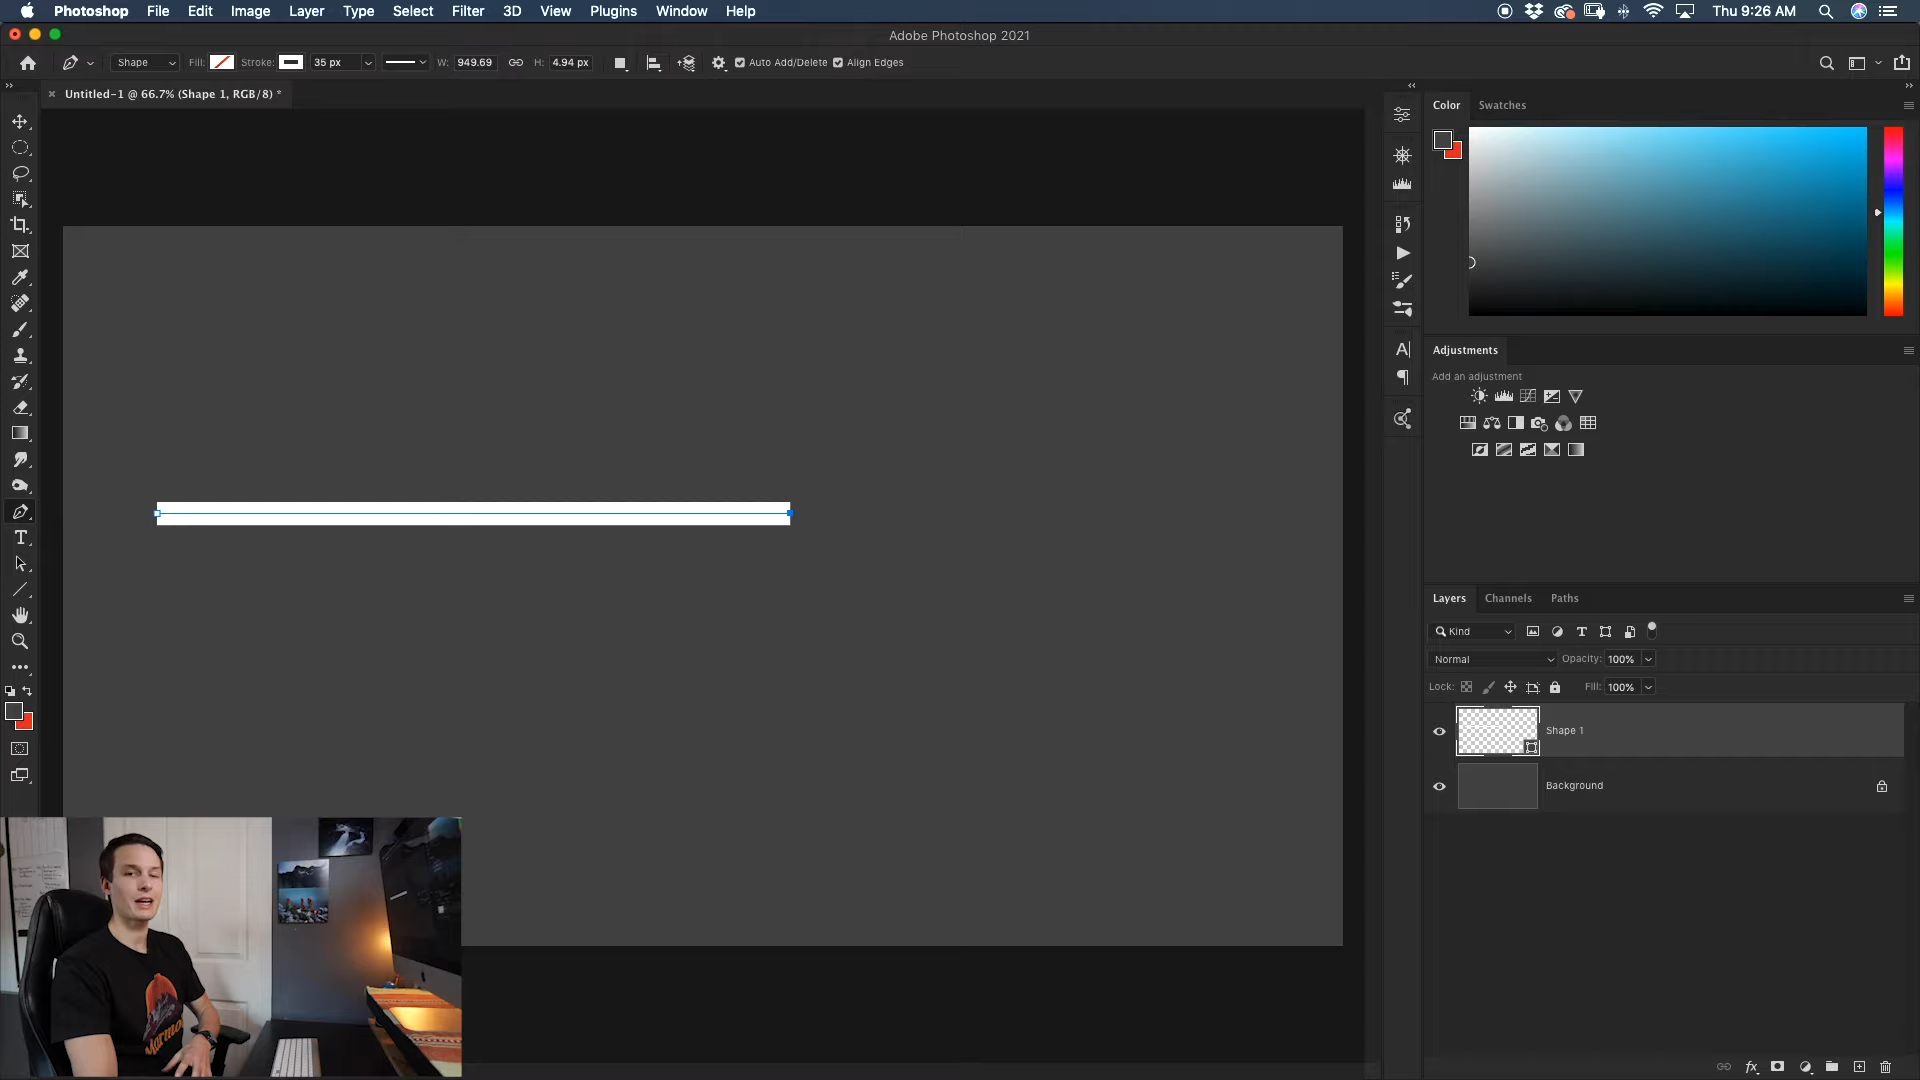 Photoshop File Edit Image Layer Type Select Filter 3D View Plugins Window Help Thu 9:26 AM
Adobe Photoshop 2021
Shape Fill: Stroke: 35 px W: 949.69 H: 4.94 px Auto Add/Delete Align Edges
Untitled-1 @ 66.7% (Shape 1, RGB/8) *
Color Swatches
Adjustments
Add an adjustment
Layers Channels Paths
Kind
Normal Opacity: 100%
Lock: Fill: 100%
Shape 1
Background